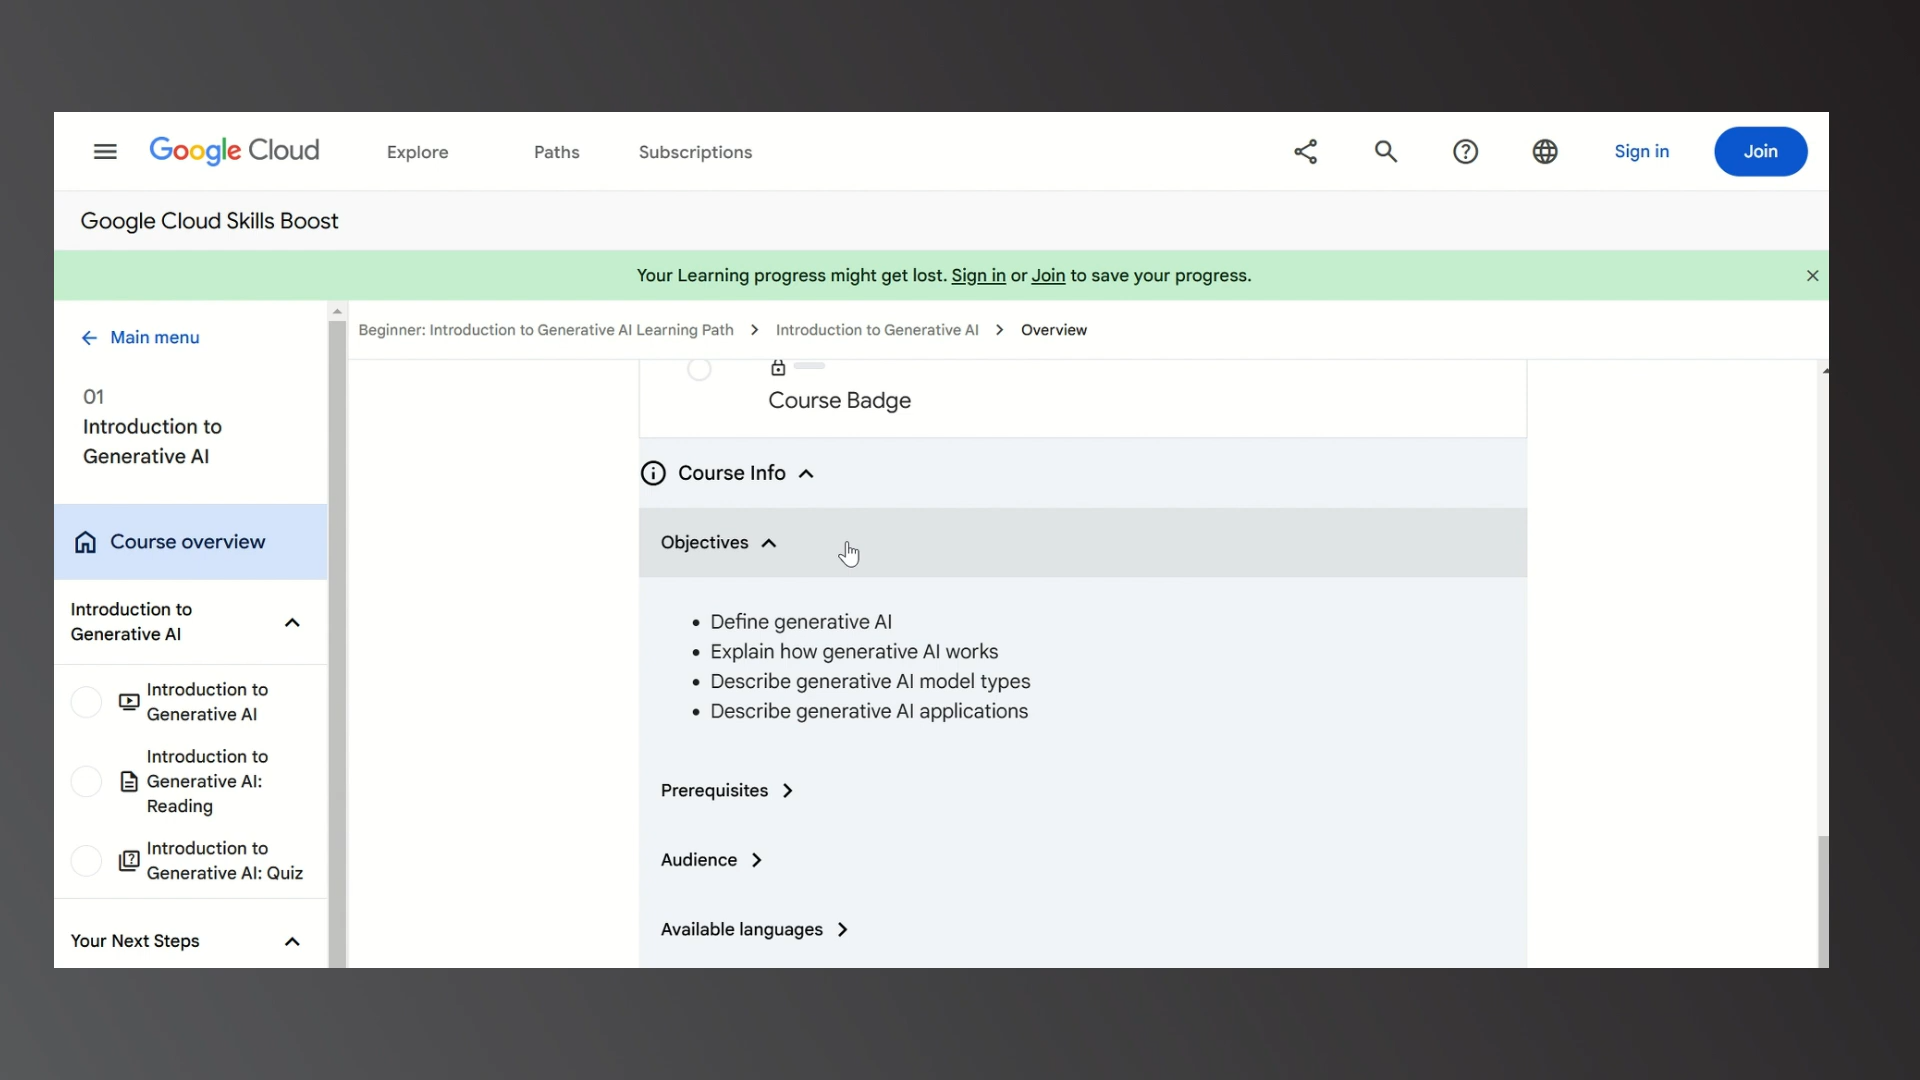 Google Cloud
Explore
Paths
Subscriptions
Sign in
Join
Google Cloud Skills Boost
Your Learning progress might get lost. Sign in or Join to save your progress.
Main menu
01
Introduction to
Generative AI
Course overview
Introduction to
Generative AI
Introduction to
Generative AI
Introduction to
Generative AI:
Reading
Introduction to
Generative AI: Quiz
Your Next Steps
Beginner: Introduction to Generative AI Learning Path > Introduction to Generative AI > Overview
Course Badge
Course Info
Objectives
• Define generative AI
• Explain how generative AI works
• Describe generative AI model types
• Describe generative AI applications
Prerequisites
Audience
Available languages